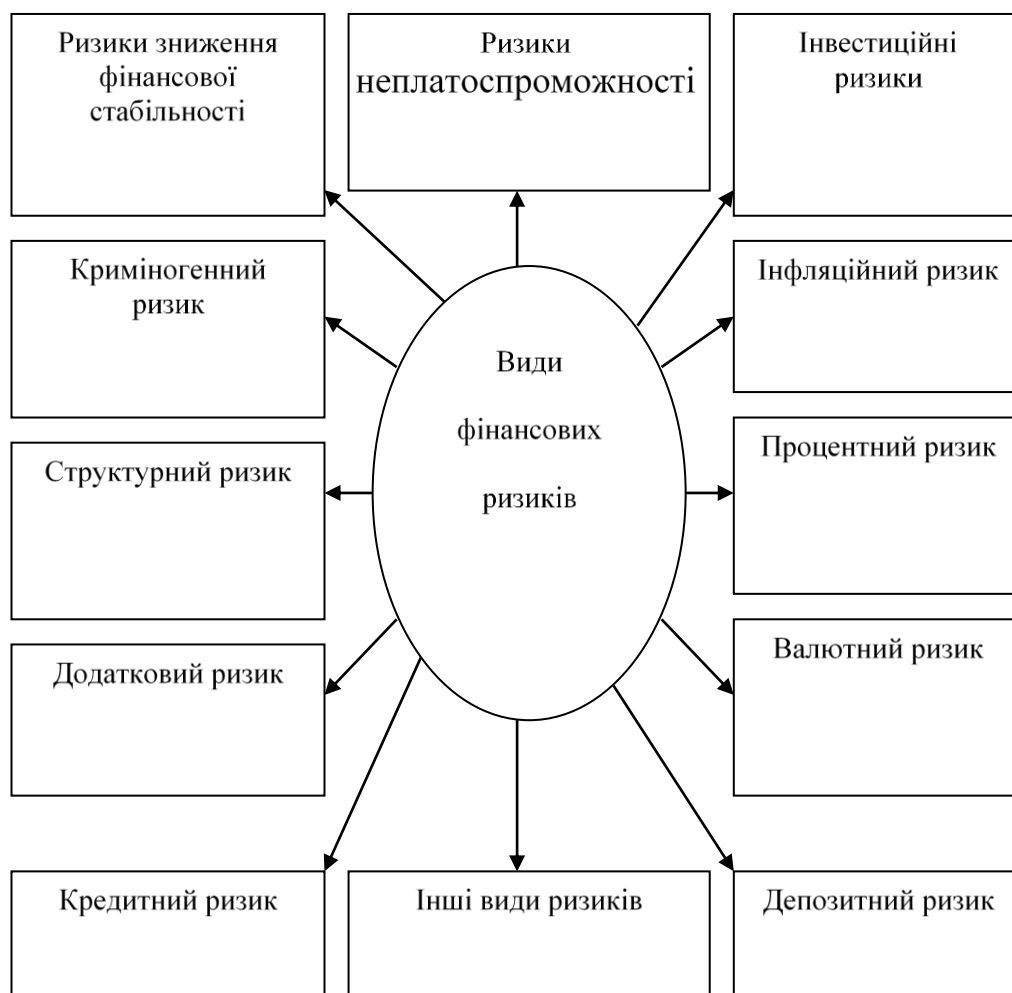 Ризики зниження
фінансової
стабільності
Ризики
неплатоспроможності
Інвестиційні
ризики
Криміногенний
ризик
Інфляційний ризик
Види
фінансових
ризиків
Структурний ризик
Процентний ризик
Додатковий ризик
Валютний ризик
Кредитний ризик
Інші види ризиків
Депозитний ризик